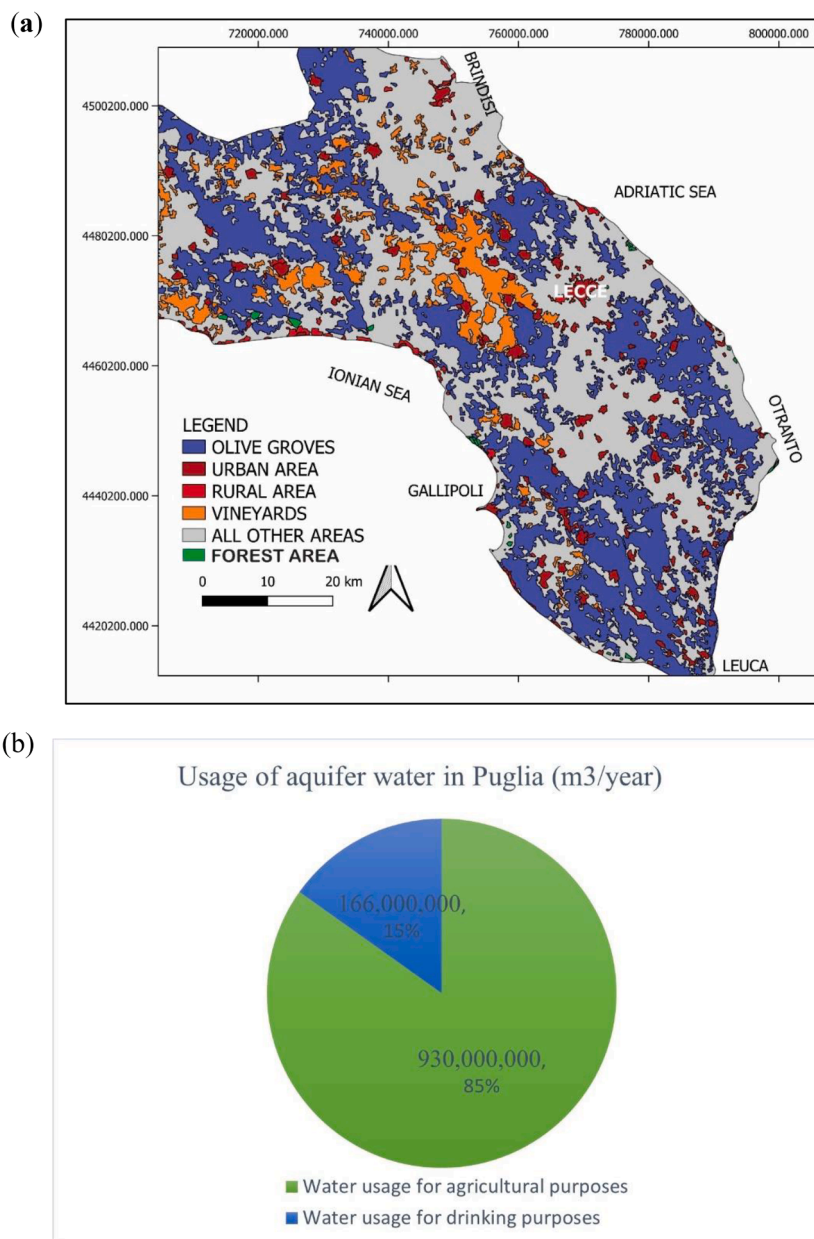 (a)
720000.000 740000.000 760000.000 780000.000 800000.000
4500200.000
4480200.000
4460200.000
4440200.000
4420200.000
BRINDISI
ADRIATIC SEA
LECCE
IONIAN SEA
OTRANTO
GALLIPOLI
LEUCA
LEGEND
OLIVE GROVES
URBAN AREA
RURAL AREA
VINEYARDS
ALL OTHER AREAS
FOREST AREA
0 10 20 km
(b)
Usage of aquifer water in Puglia (m3/year)
166,000,000,
15%
930,000,000,
85%
Water usage for agricultural purposes
Water usage for drinking purposes